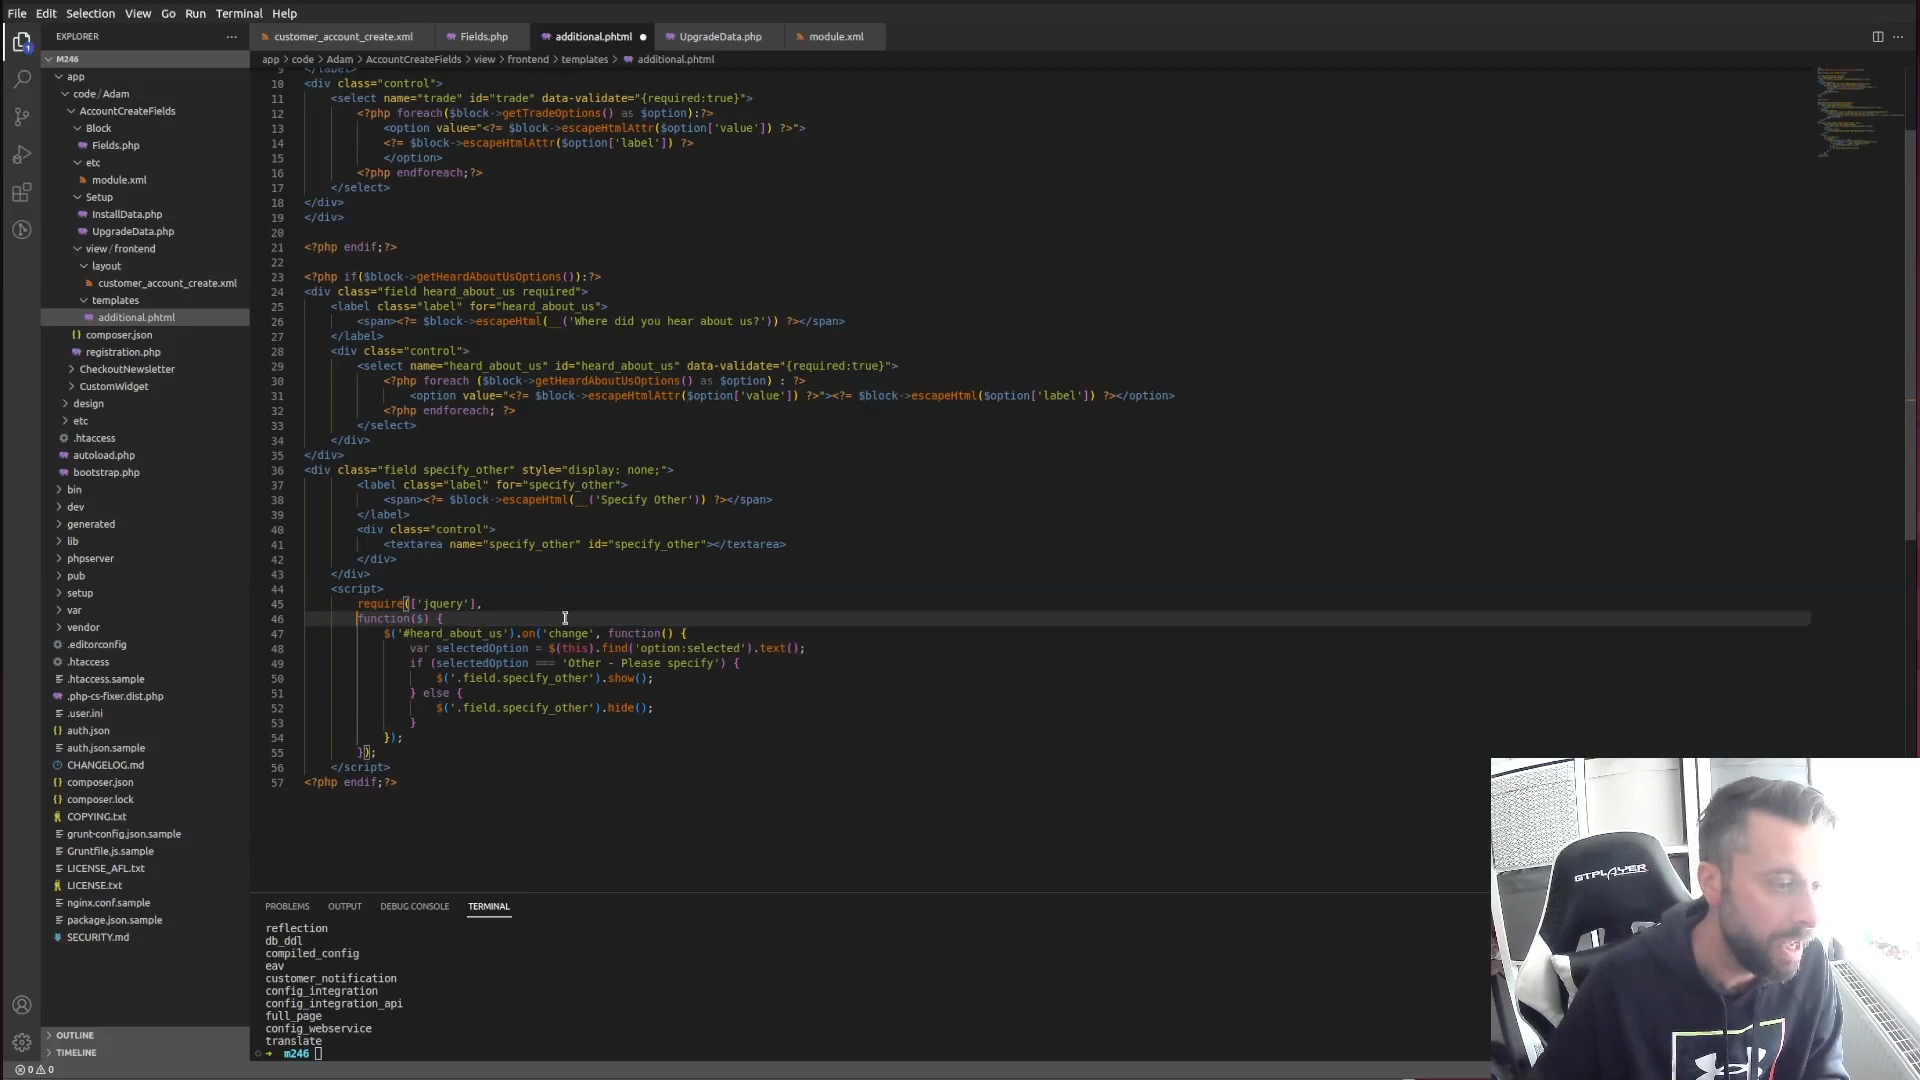 File Edit Selection View Go Run Terminal Help
EXPLORER ...
customer_account_create.xml Fields.php additional.phtml UpgradeData.php module.xml
M246
app > code > Adam > AccountCreateFields > view > frontend > templates > additional.phtml
app
code / Adam
AccountCreateFields
Block
Fields.php
etc
module.xml
Setup
InstallData.php
UpgradeData.php
view / frontend
layout
customer_account_create.xml
templates
additional.phtml
composer.json
registration.php
CheckoutNewsletter
CustomWidget
design
etc
.htaccess
autoload.php
bootstrap.php
bin
dev
generated
lib
phpserver
pub
setup
var
vendor
.editorconfig
.htaccess
.htaccess.sample
.php-cs-fixer.dist.php
.user.ini
auth.json
auth.json.sample
CHANGELOG.md
composer.json
composer.lock
COPYING.txt
grunt-config.json.sample
Gruntfile.js.sample
LICENSE_AFL.txt
LICENSE.txt
nginx.conf.sample
package.json.sample
SECURITY.md
OUTLINE
TIMELINE
0 0
9 </label>
10 <div class="control">
11 <select name="trade" id="trade" data-validate="{required:true}">
12 <?php foreach($block->getTradeOptions() as $option):?>
13 <option value="<?= $block->escapeHtmlAttr($option['value']) ?>">
14 <?= $block->escapeHtmlAttr($option['label']) ?>
15 </option>
16 <?php endforeach;?>
17 </select>
18 </div>
19 </div>
20
21 <?php endif;?>
22
23 <?php if($block->getHeardAboutUsOptions()):?>
24 <div class="field heard_about_us required">
25 <label class="label" for="heard_about_us">
26 <span><?= $block->escapeHtml(__('Where did you hear about us?')) ?></span>
27 </label>
28 <div class="control">
29 <select name="heard_about_us" id="heard_about_us" data-validate="{required:true}">
30 <?php foreach ($block->getHeardAboutUsOptions() as $option) : ?>
31 <option value="<?= $block->escapeHtmlAttr($option['value']) ?>"><?= $block->escapeHtml($option['label']) ?></option>
32 <?php endforeach; ?>
33 </select>
34 </div>
35 </div>
36 <div class="field specify_other" style="display: none;">
37 <label class="label" for="specify_other">
38 <span><?= $block->escapeHtml(__('Specify Other')) ?></span>
39 </label>
40 <div class="control">
41 <textarea name="specify_other" id="specify_other"></textarea>
42 </div>
43 </div>
44 <script>
45 require(['jquery'],
46 function($) {
47 $('#heard_about_us').on('change', function() {
48 var selectedOption = $(this).find('option:selected').text();
49 if (selectedOption === 'Other - Please specify') {
50 $('.field.specify_other').show();
51 } else {
52 $('.field.specify_other').hide();
53 }
54 });
55 });
56 </script>
57 <?php endif;?>
PROBLEMS OUTPUT DEBUG CONSOLE TERMINAL
reflection
db_ddl
compiled_config
eav
customer_notification
config_integration
config_integration_api
full_page
config_webservice
translate
m246
GTPLAYER